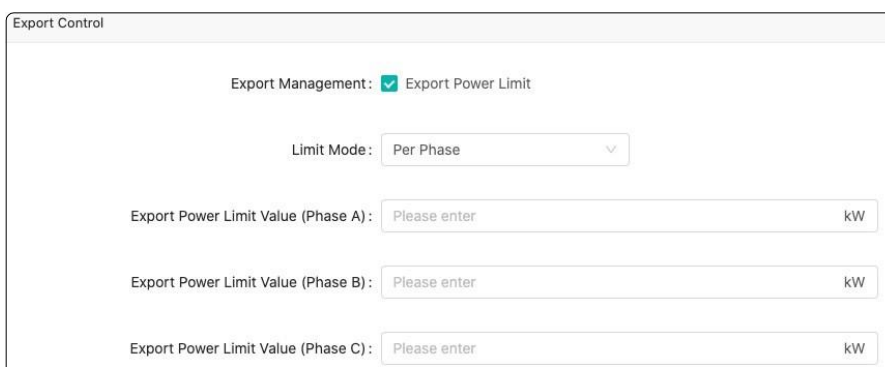 Export Control
Export Management: Export Power Limit
Limit Mode: Per Phase
Export Power Limit Value (Phase A): Please enter kW
Export Power Limit Value (Phase B): Please enter kW
Export Power Limit Value (Phase C): Please enter kW